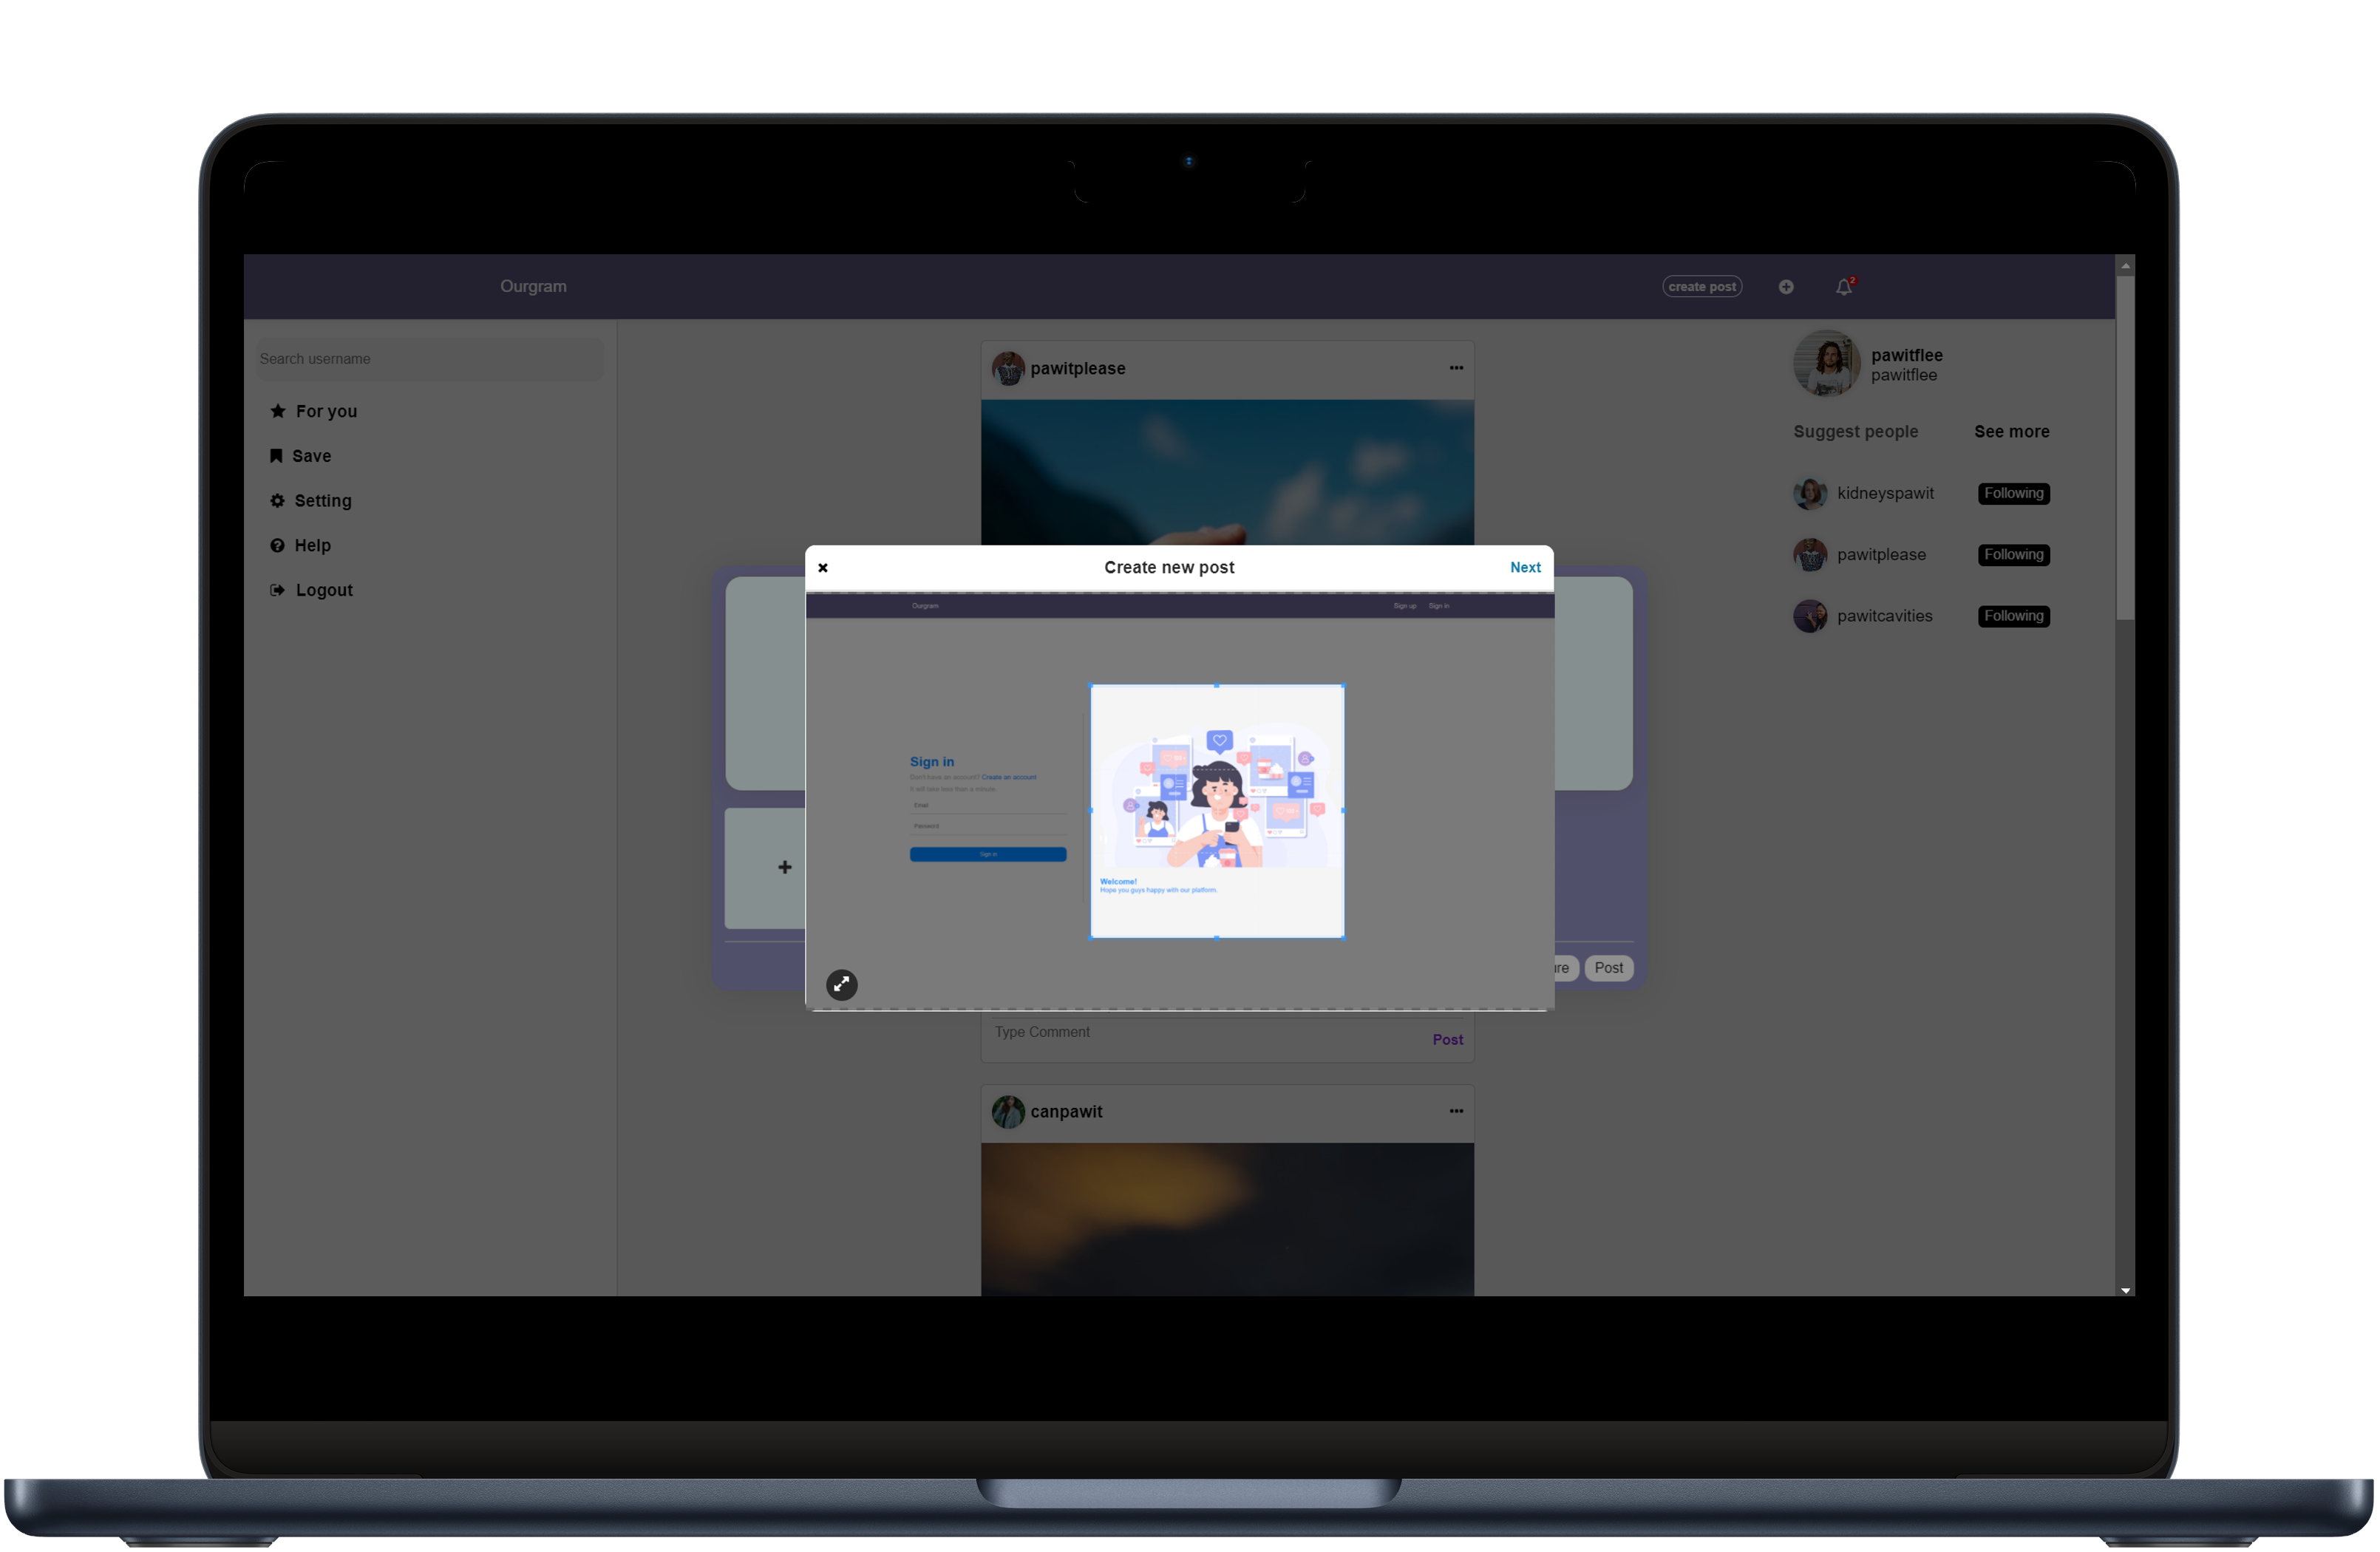 Ourgram
create post
2
Search username
For you
Save
Setting
Help
Logout
pawitplease
Create new post
Next
Ourgram
Sign up Sign in
Sign in
Don't have an account? Create an account
It will take less than a minute.
Email
Password
Sign in
Welcome!
Hope you guys happy with our platform.
Post
Type Comment
Post
canpawit
pawitflee
pawitflee
Suggest people See more
kidneyspawit Following
pawitplease Following
pawitcavities Following